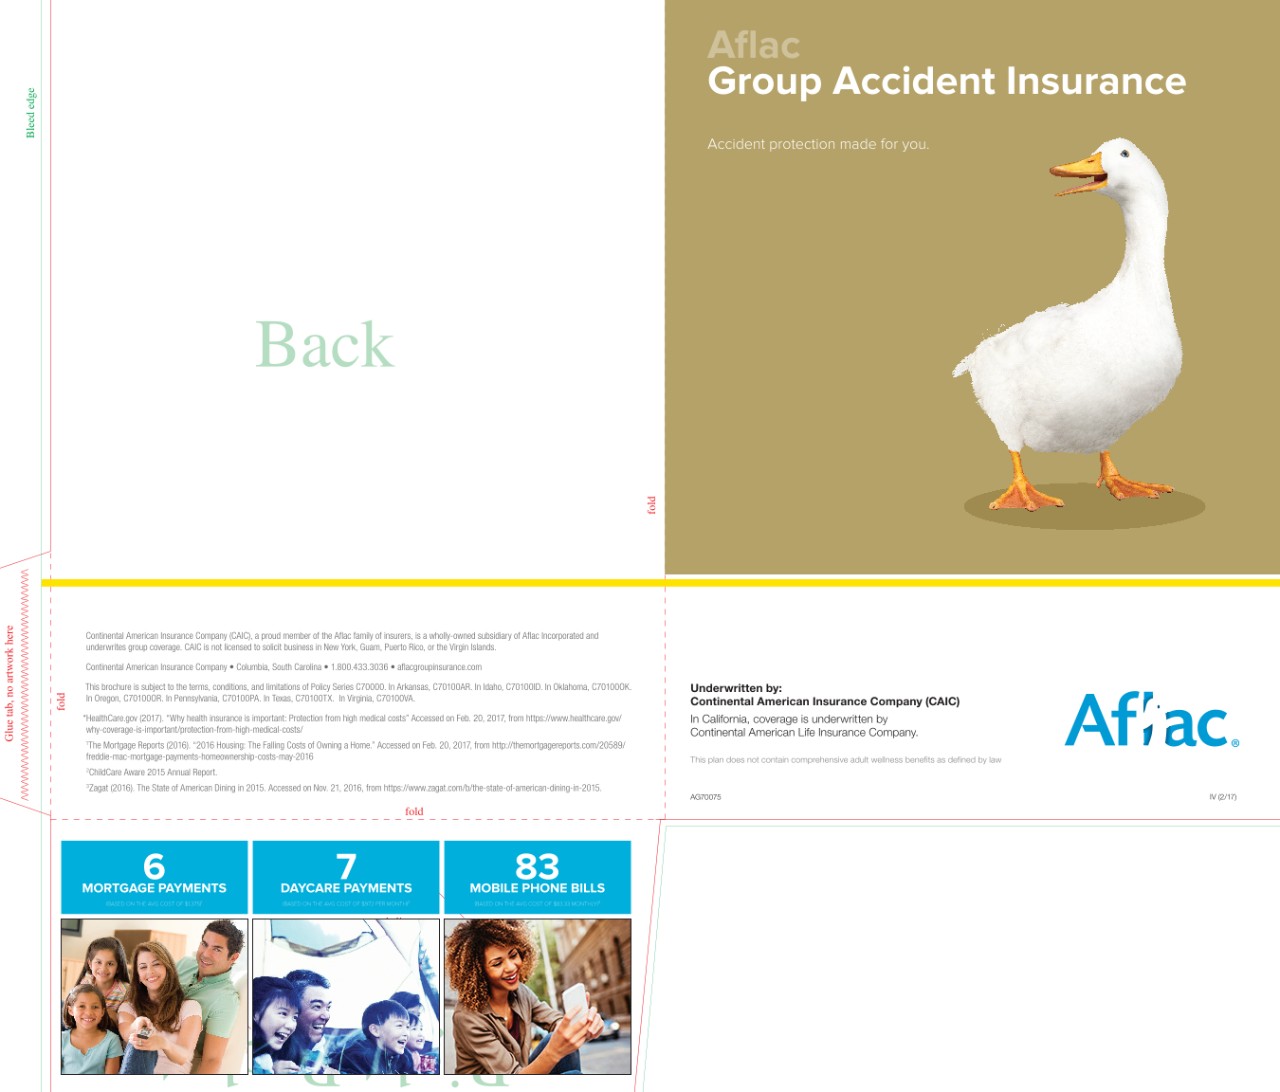 Bleed edge
Aflac
Group Accident Insurance
Accident protection made for you.
Back
fold
Glue tab, no artwork here
fold
Continental American Insurance Company (CAIC), a proud member of the Aflac family of insurers, is a wholly-owned subsidiary of Aflac Incorporated and
underwrites group coverage. CAIC is not licensed to solicit business in New York, Guam, Puerto Rico, or the Virgin Islands.
Continental American Insurance Company • Columbia, South Carolina • 1.800.433.3036 • aflacgroupinsurance.com
This brochure is subject to the terms, conditions, and limitations of Policy Series C70000. In Arkansas, C70100AR. In Idaho, C70100ID. In Oklahoma, C70100OK.
In Oregon, C70100OR. In Pennsylvania, C70100PA. In Texas, C70100TX. In Virginia, C70100VA.
*HealthCare.gov (2017). "Why health insurance is important: Protection from high medical costs" Accessed on Feb. 20, 2017, from https://www.healthcare.gov/
why-coverage-is-important/protection-from-high-medical-costs/
¹The Mortgage Reports (2016). "2016 Housing: The Falling Costs of Owning a Home." Accessed on Feb. 20, 2017, from http://themortgagereports.com/20589/
freddie-mac-mortgage-payments-homeownership-costs-may-2016
²ChildCare Aware 2015 Annual Report.
³Zagat (2016). The State of American Dining in 2015. Accessed on Nov. 21, 2016, from https://www.zagat.com/b/the-state-of-american-dining-in-2015.
fold
Underwritten by:
Continental American Insurance Company (CAIC)
In California, coverage is underwritten by
Continental American Life Insurance Company.
This plan does not contain comprehensive adult wellness benefits as defined by law
AG70075
IV (2/17)
Aflac®
6
MORTGAGE PAYMENTS
7
DAYCARE PAYMENTS
83
MOBILE PHONE BILLS